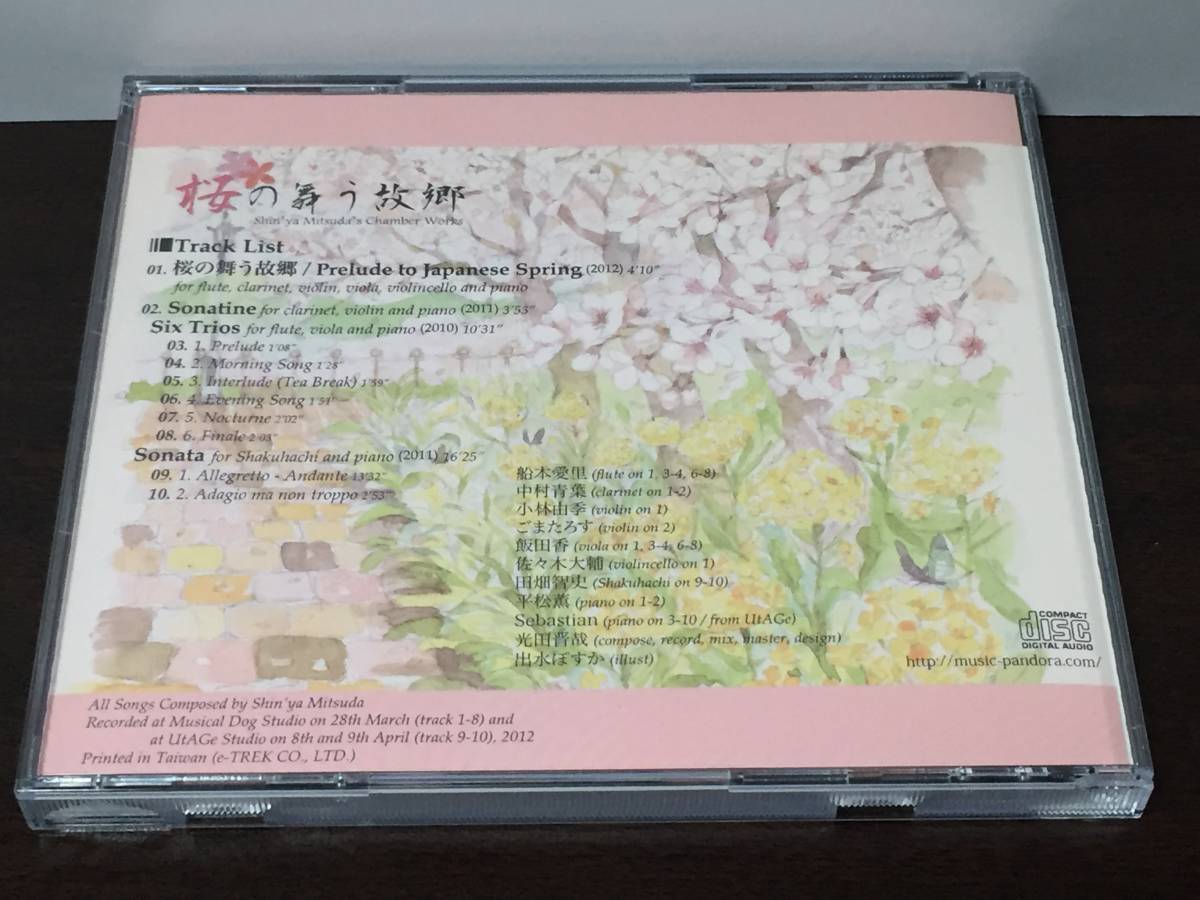 桜の舞う故郷
Shin'ya Mitsuda's Chamber Works
Track List
01. 桜の舞う故郷 / Prelude to Japanese Spring (2012) 4'10"
for flute, clarinet, violin, viola, violincello and piano
02. Sonatine for clarinet, violin and piano (2011) 3'53"
Six Trios for flute, viola and piano (2010) 10'31"
03. 1. Prelude 1'08"
04. 2. Morning Song 1'28"
05. 3. Interlude (Tea Break) 1'59"
06. 4. Evening Song 1'51"
07. 5. Nocturne 2'02"
08. 6. Finale 2'03"
Sonata for Shakuhachi and piano (2011) 16'25"
09. 1. Allegretto - Andante 13'32"
10. 2. Adagio ma non troppo 2'53"
船木愛里 (flute on 1, 3-4, 6-8)
中村青葉 (clarinet on 1-2)
小林由季 (violin on 1)
ごまたろす (violin on 2)
飯田香 (viola on 1, 3-4, 6-8)
佐々木大輔 (violincello on 1)
田畑智史 (Shakuhachi on 9-10)
平松薫 (piano on 1-2)
Sebastian (piano on 3-10 / from UtAGe)
光田晋哉 (compose, record, mix, master, design)
出水ぽすか (illust)
COMPACT
disc
DIGITAL AUDIO
http://music-pandora.com/
All Songs Composed by Shin'ya Mitsuda
Recorded at Musical Dog Studio on 28th March (track 1-8) and
at UtAGe Studio on 8th and 9th April (track 9-10), 2012
Printed in Taiwan (e-TREK CO., LTD.)